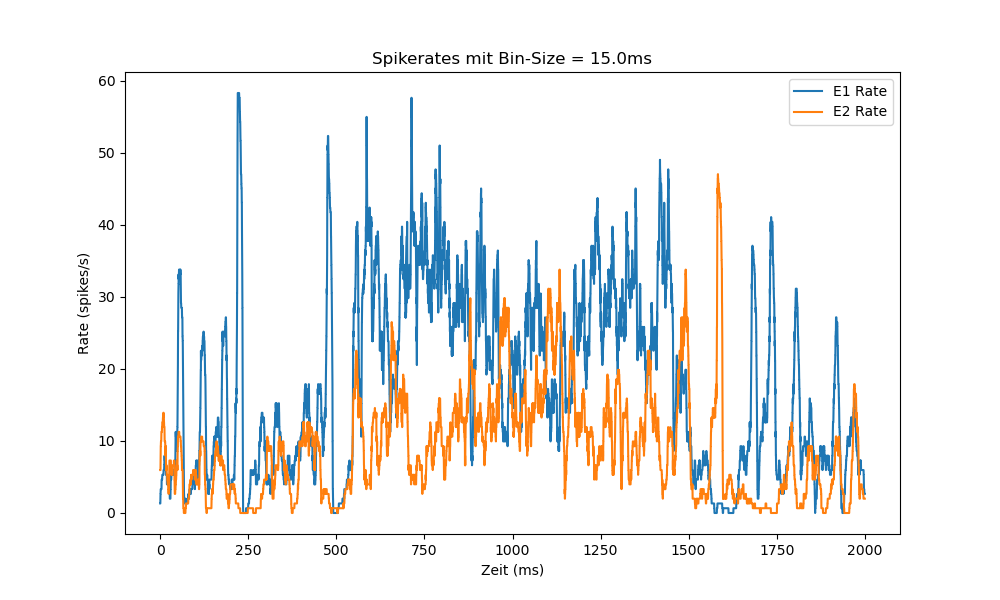 Spikerates mit Bin-Size = 15.0ms
E1 Rate
E2 Rate
60
50
40
30
20
10
0
Rate (spikes/s)
0 250 500 750 1000 1250 1500 1750 2000
Zeit (ms)